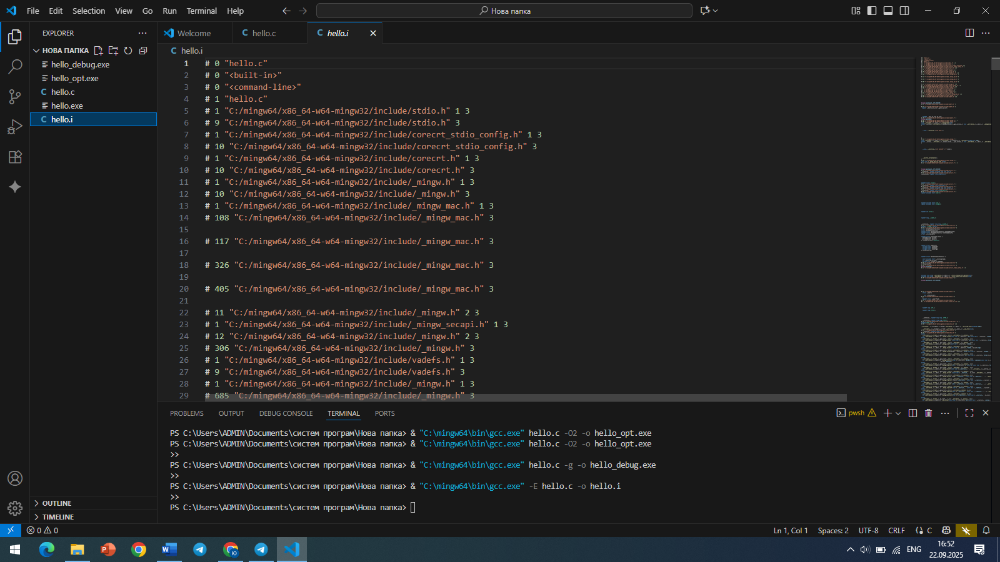 File Edit Selection View Go Run Terminal Help
Нова папка
EXPLORER
НОВА ПАПКА
hello_debug.exe
hello_opt.exe
C hello.c
hello.exe
C hello.i
OUTLINE
TIMELINE
Welcome
C hello.c
C hello.i
C hello.i
1 # 0 "hello.c"
2 # 0 "<built-in>"
3 # 0 "<command-line>"
4 # 1 "hello.c"
5 # 1 "C:/mingw64/x86_64-w64-mingw32/include/stdio.h" 1 3
6 # 9 "C:/mingw64/x86_64-w64-mingw32/include/stdio.h" 3
7 # 1 "C:/mingw64/x86_64-w64-mingw32/include/corecrt_stdio_config.h" 1 3
8 # 10 "C:/mingw64/x86_64-w64-mingw32/include/corecrt_stdio_config.h" 3
9 # 1 "C:/mingw64/x86_64-w64-mingw32/include/corecrt.h" 1 3
10 # 10 "C:/mingw64/x86_64-w64-mingw32/include/corecrt.h" 3
11 # 1 "C:/mingw64/x86_64-w64-mingw32/include/_mingw.h" 1 3
12 # 10 "C:/mingw64/x86_64-w64-mingw32/include/_mingw.h" 3
13 # 1 "C:/mingw64/x86_64-w64-mingw32/include/_mingw_mac.h" 1 3
14 # 108 "C:/mingw64/x86_64-w64-mingw32/include/_mingw_mac.h" 3
15
16 # 117 "C:/mingw64/x86_64-w64-mingw32/include/_mingw_mac.h" 3
17
18 # 326 "C:/mingw64/x86_64-w64-mingw32/include/_mingw_mac.h" 3
19
20 # 405 "C:/mingw64/x86_64-w64-mingw32/include/_mingw_mac.h" 3
21
22 # 11 "C:/mingw64/x86_64-w64-mingw32/include/_mingw.h" 2 3
23 # 1 "C:/mingw64/x86_64-w64-mingw32/include/_mingw_secapi.h" 1 3
24 # 12 "C:/mingw64/x86_64-w64-mingw32/include/_mingw.h" 2 3
25 # 306 "C:/mingw64/x86_64-w64-mingw32/include/_mingw.h" 3
26 # 1 "C:/mingw64/x86_64-w64-mingw32/include/vadefs.h" 1 3
27 # 9 "C:/mingw64/x86_64-w64-mingw32/include/vadefs.h" 3
28 # 1 "C:/mingw64/x86_64-w64-mingw32/include/_mingw.h" 1 3
29 # 685 "C:/mingw64/x86_64-w64-mingw32/include/_mingw.h" 3
PROBLEMS OUTPUT DEBUG CONSOLE TERMINAL PORTS
pwsh
PS C:\Users\ADMIN\Documents\систем програм\Нова папка> & "C:\mingw64\bin\gcc.exe" hello.c -O2 -o hello_opt.exe
PS C:\Users\ADMIN\Documents\систем програм\Нова папка> & "C:\mingw64\bin\gcc.exe" hello.c -O2 -o hello_opt.exe
>>
PS C:\Users\ADMIN\Documents\систем програм\Нова папка> & "C:\mingw64\bin\gcc.exe" hello.c -g -o hello_debug.exe
>>
PS C:\Users\ADMIN\Documents\систем програм\Нова папка> & "C:\mingw64\bin\gcc.exe" -E hello.c -o hello.i
>>
PS C:\Users\ADMIN\Documents\систем програм\Нова папка>
0 0
Ln 1, Col 1 Spaces: 2 UTF-8 CRLF C
ENG
16:52
22.09.2025